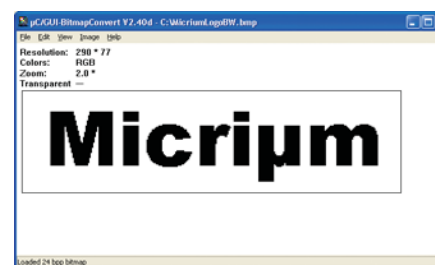 µC/GUI-BitmapConvert V2.40d - C:\MicriumLogoBW.bmp
File Edit View Image Help
Resolution: 290 * 77
Colors: RGB
Zoom: 2.0 *
Transparent —
Micriµm
Loaded 24 bpp bitmap